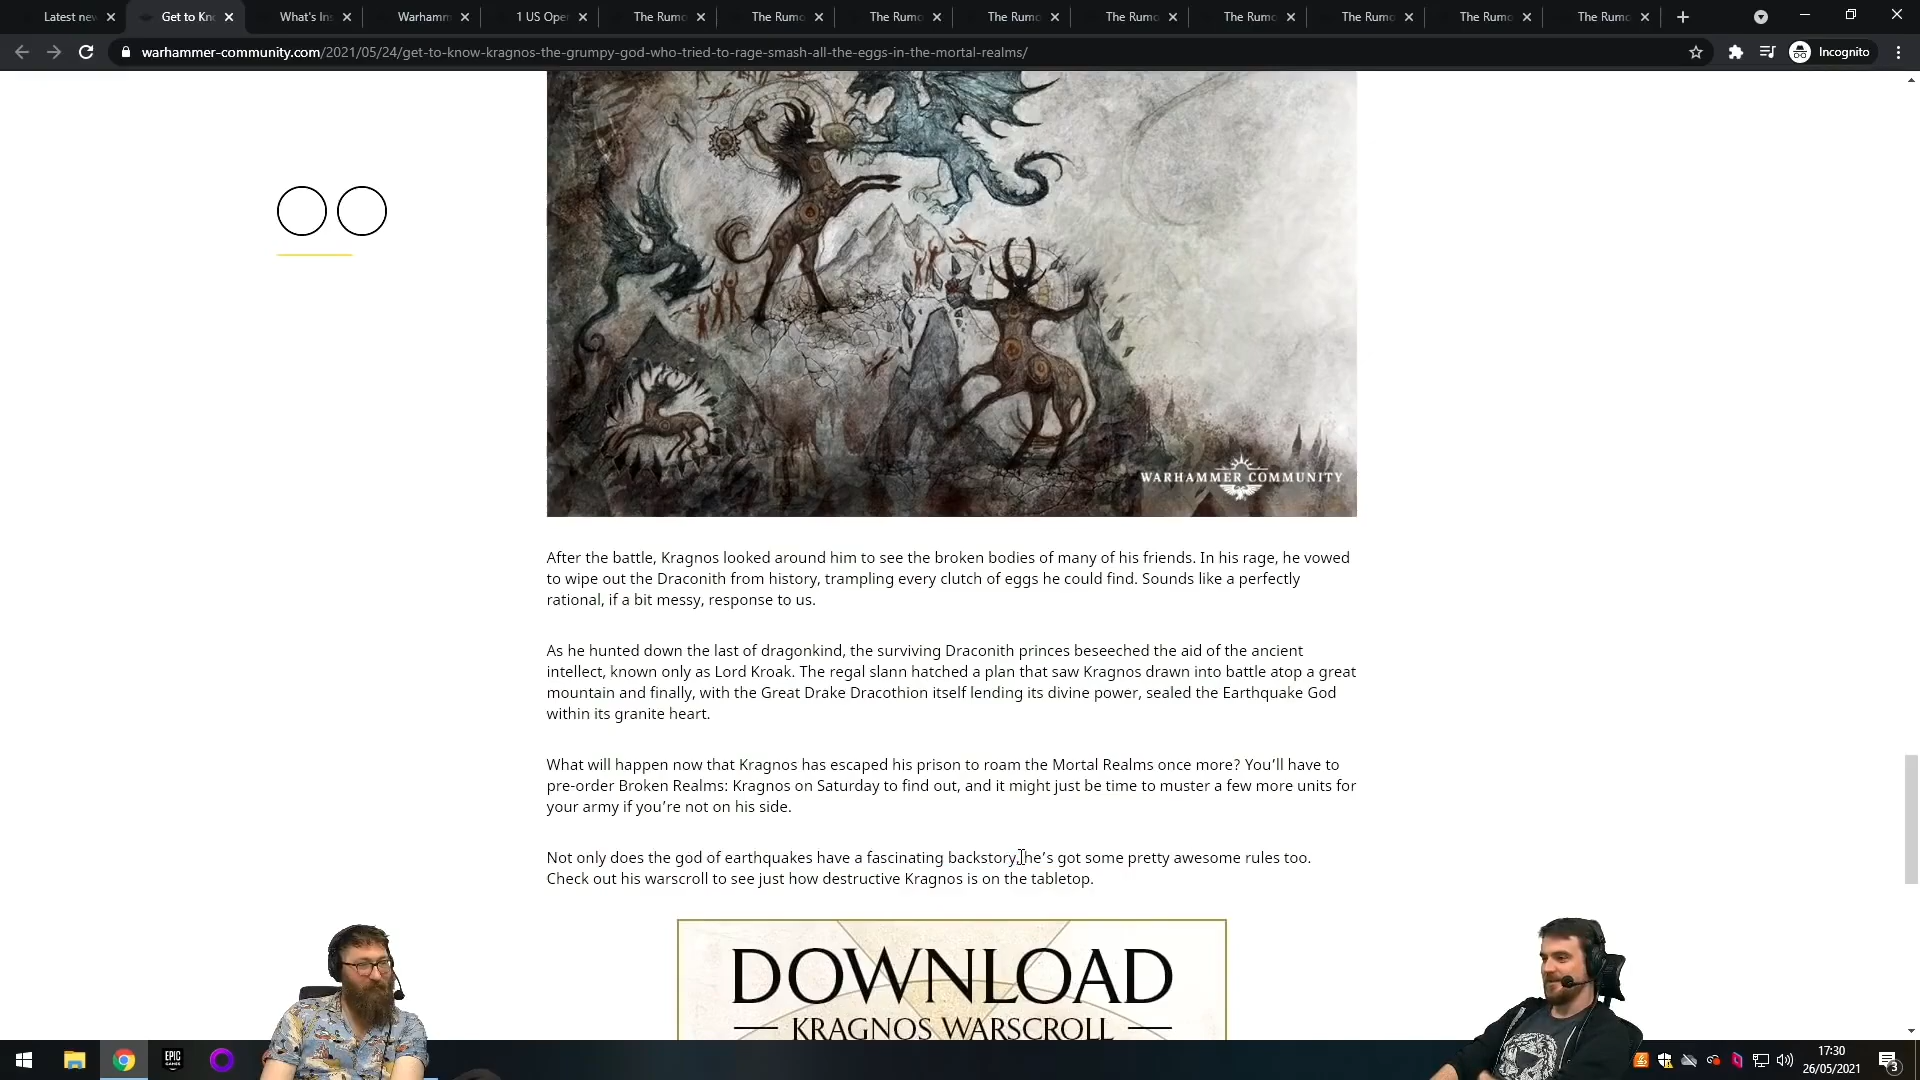 Latest new
Get to Kn
What's In
Warhamm
1 US Oper
The Rumo
The Rumo
The Rumo
The Rumo
The Rumo
The Rumo
The Rumo
The Rumo
The Rumo
warhammer-community.com/2021/05/24/get-to-know-kragnos-the-grumpy-god-who-tried-to-rage-smash-all-the-eggs-in-the-mortal-realms/
Incognito
WARHAMMER COMMUNITY
After the battle, Kragnos looked around him to see the broken bodies of many of his friends. In his rage, he vowed
to wipe out the Draconith from history, trampling every clutch of eggs he could find. Sounds like a perfectly
rational, if a bit messy, response to us.
As he hunted down the last of dragonkind, the surviving Draconith princes beseeched the aid of the ancient
intellect, known only as Lord Kroak. The regal slann hatched a plan that saw Kragnos drawn into battle atop a great
mountain and finally, with the Great Drake Dracothion itself lending its divine power, sealed the Earthquake God
within its granite heart.
What will happen now that Kragnos has escaped his prison to roam the Mortal Realms once more? You’ll have to
pre-order Broken Realms: Kragnos on Saturday to find out, and it might just be time to muster a few more units for
your army if you’re not on his side.
Not only does the god of earthquakes have a fascinating backstory, he’s got some pretty awesome rules too.
Check out his warscroll to see just how destructive Kragnos is on the tabletop.
DOWNLOAD
KRAGNOS WARSCROLL
EPIC
GAMES
17:30
26/05/2021
3